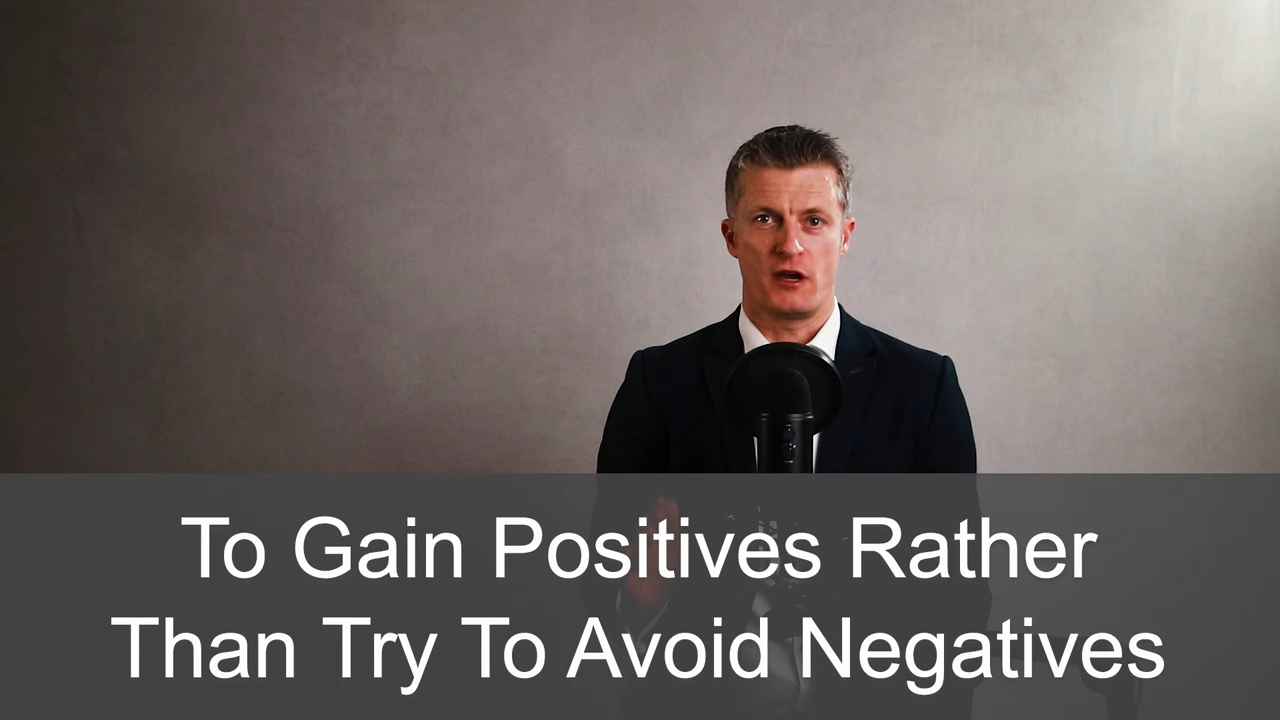 To Gain Positives Rather
Than Try To Avoid Negatives